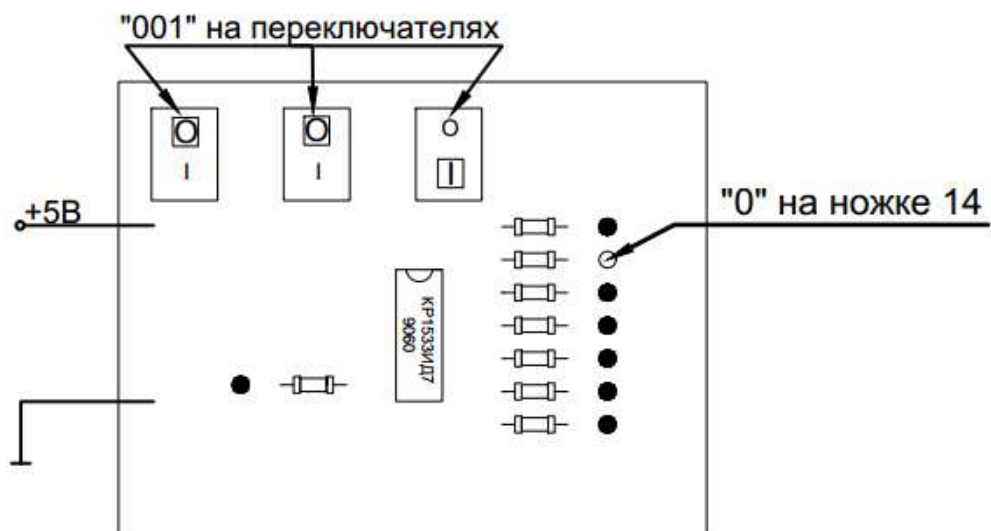 "001" на переключателях
O
I
O
I
O
I
+5В
"0" на ножке 14
КР1533ИД7
9060